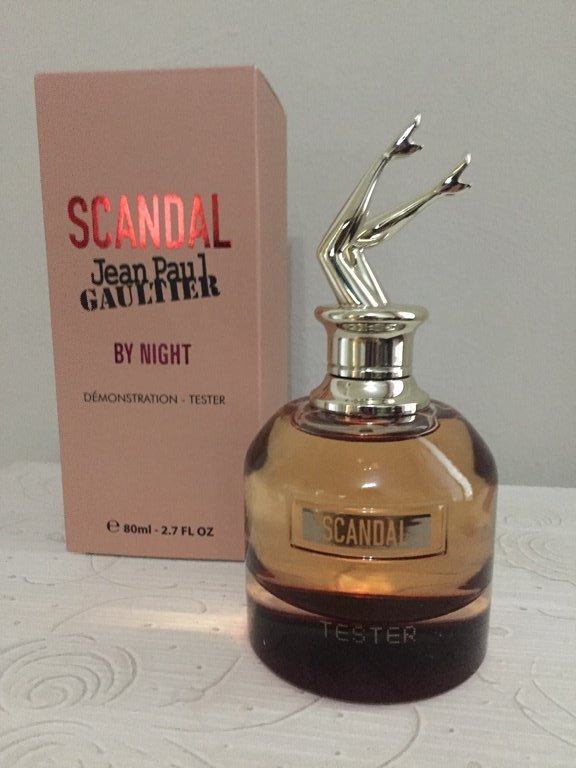 SCANDAL
Jean Paul
GAULTIER
BY NIGHT
DÉMONSTRATION - TESTER
℮ 80ml - 2.7 FL OZ
SCANDAL
TESTER